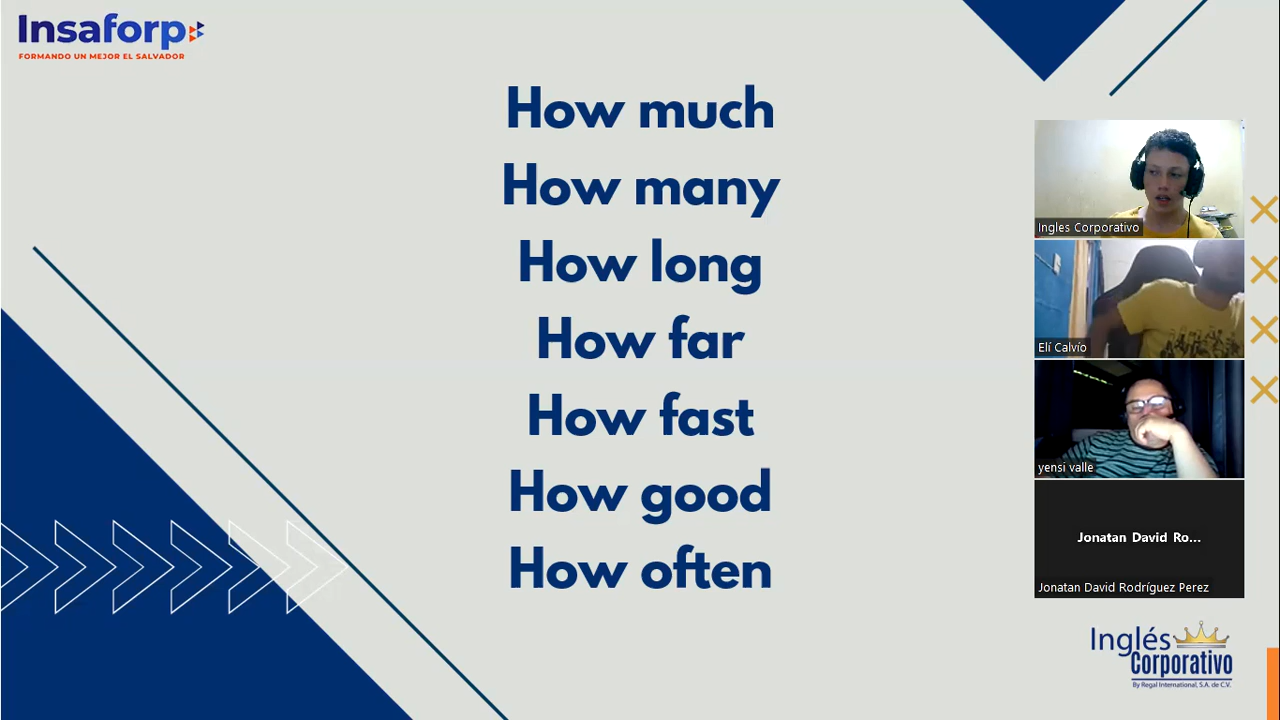 Insaforp
FORMANDO UN MEJOR EL SALVADOR
How much
How many
How long
How far
How fast
How good
How often
Ingles Corporativo
Elí Calvío
yensi valle
Jonatan David Ro...
Jonatan David Rodríguez Perez
Inglés
Corporativo
By Regal International, S.A. de C.V.